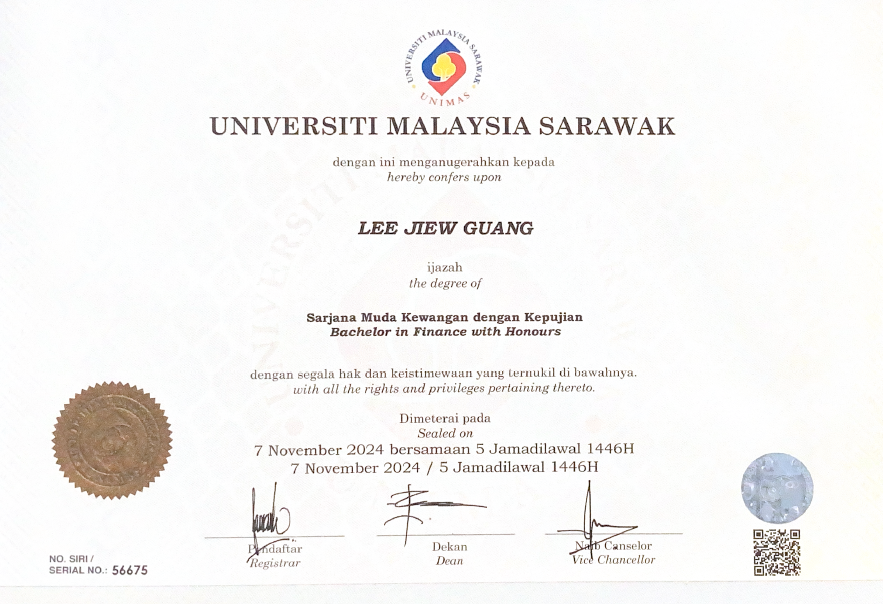 UNIVERSITI MALAYSIA SARAWAK
UNIMAS
UNIVERSITI MALAYSIA SARAWAK
dengan ini menganugerahkan kepada
hereby confers upon
LEE JIEW GUANG
ijazah
the degree of
Sarjana Muda Kewangan dengan Kepujian
Bachelor in Finance with Honours
dengan segala hak dan keistimewaan yang ternukil di bawahnya.
with all the rights and privileges pertaining thereto.
Dimeterai pada
Sealed on
7 November 2024 bersamaan 5 Jamadilawal 1446H
7 November 2024 / 5 Jamadilawal 1446H
Pendaftar
Registrar
Dekan
Dean
Naib Canselor
Vice Chancellor
NO. SIRI /
SERIAL NO.: 56675